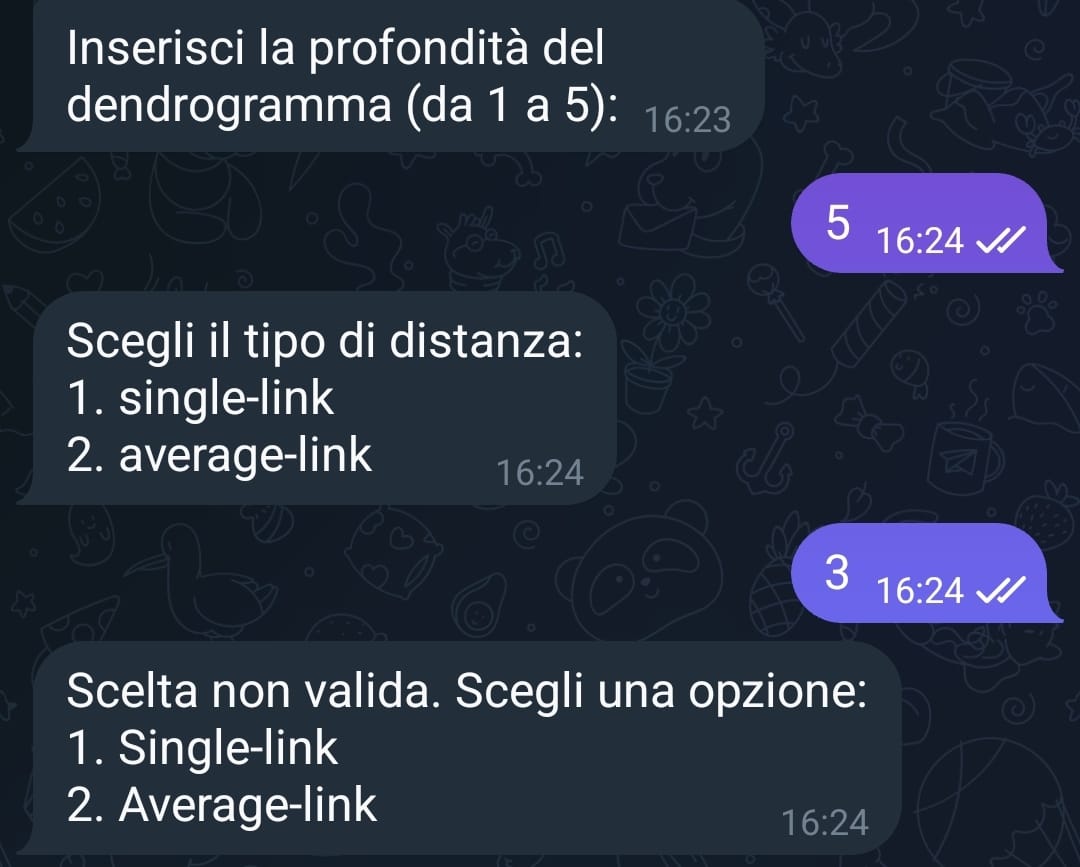 Inserisci la profondità del
dendrogramma (da 1 a 5): 16:23
5 16:24
Scegli il tipo di distanza:
1. single-link
2. average-link 16:24
3 16:24
Scelta non valida. Scegli una opzione:
1. Single-link
2. Average-link 16:24